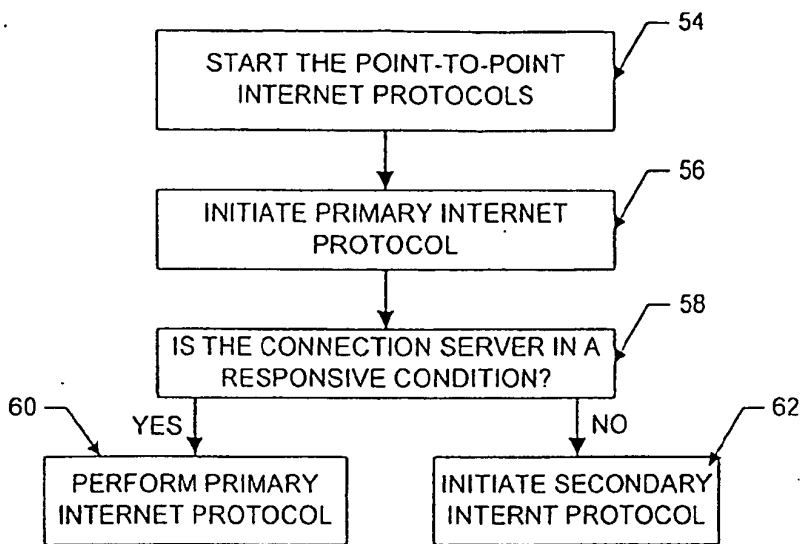 54
START THE POINT-TO-POINT
INTERNET PROTOCOLS
56
INITIATE PRIMARY INTERNET
PROTOCOL
58
IS THE CONNECTION SERVER IN A
RESPONSIVE CONDITION?
60
YES
NO
62
PERFORM PRIMARY
INTERNET PROTOCOL
INITIATE SECONDARY
INTERNT PROTOCOL